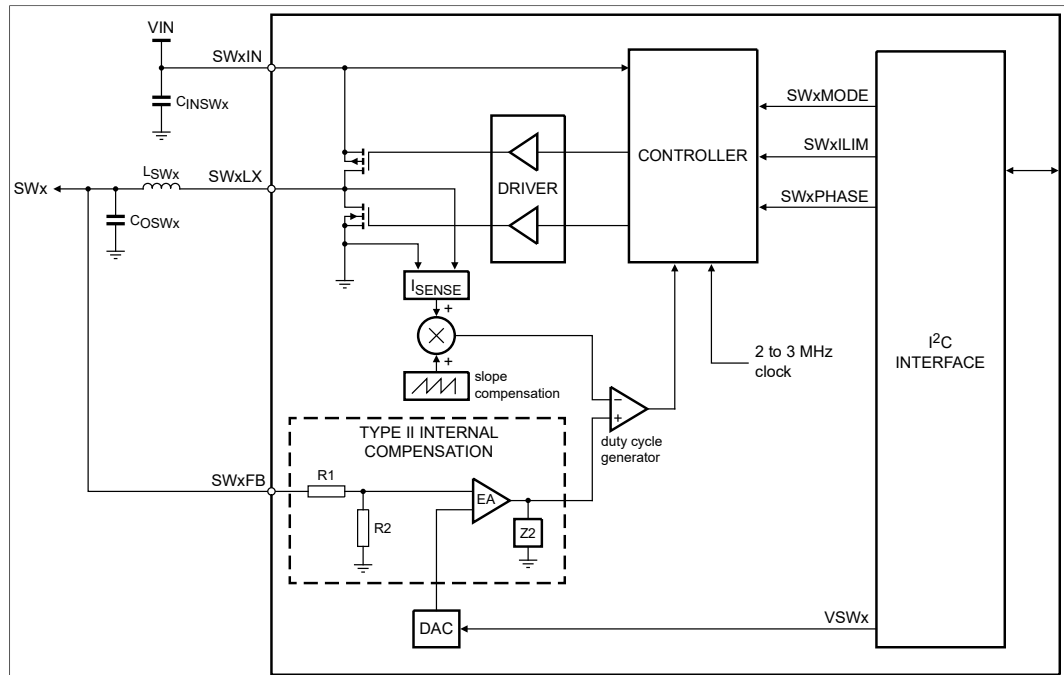 VIN
SWxIN
CINSWx
SWx
LSWx
SWxLX
COSWx
DRIVER
CONTROLLER
SWxMODE
SWxILIM
SWxPHASE
I2C
INTERFACE
ISENSE
+
+
slope
compensation
2 to 3 MHz
clock
−
+
duty cycle
generator
TYPE II INTERNAL
COMPENSATION
SWxFB
R1
R2
EA
Z2
DAC
VSWx